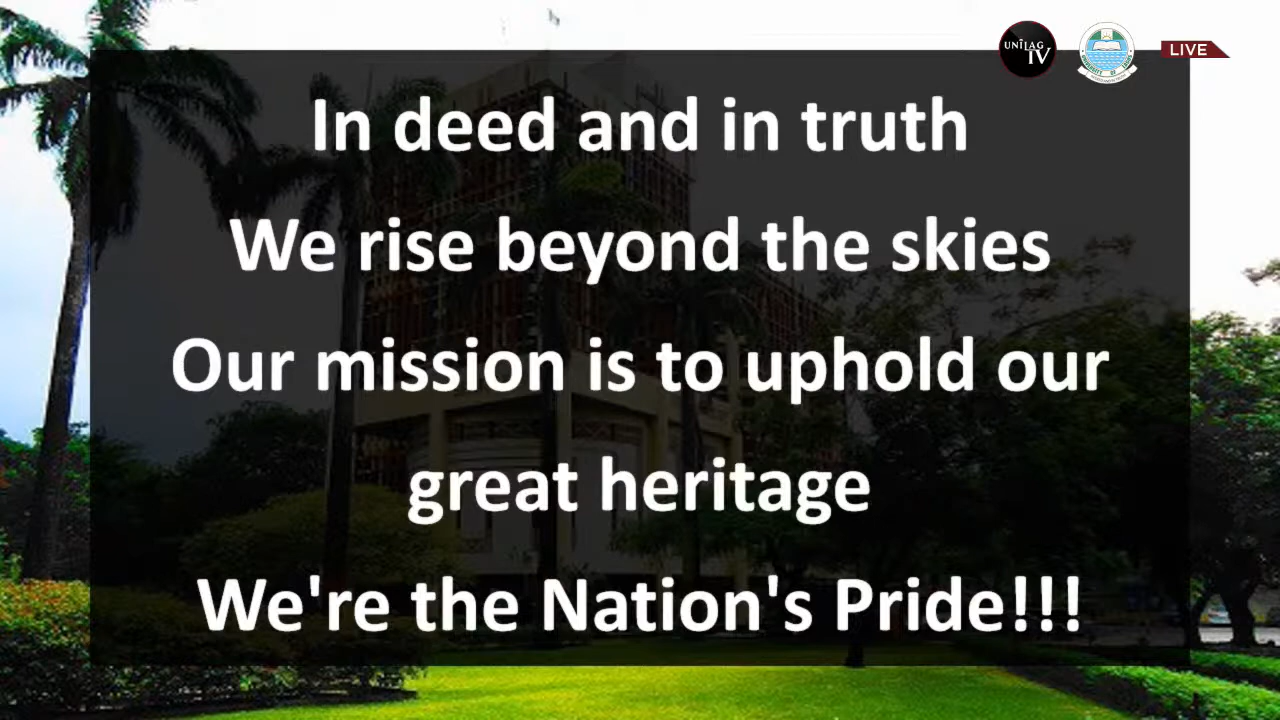 UNILAG
TV
LIVE
In deed and in truth
We rise beyond the skies
Our mission is to uphold our
great heritage
We're the Nation's Pride!!!